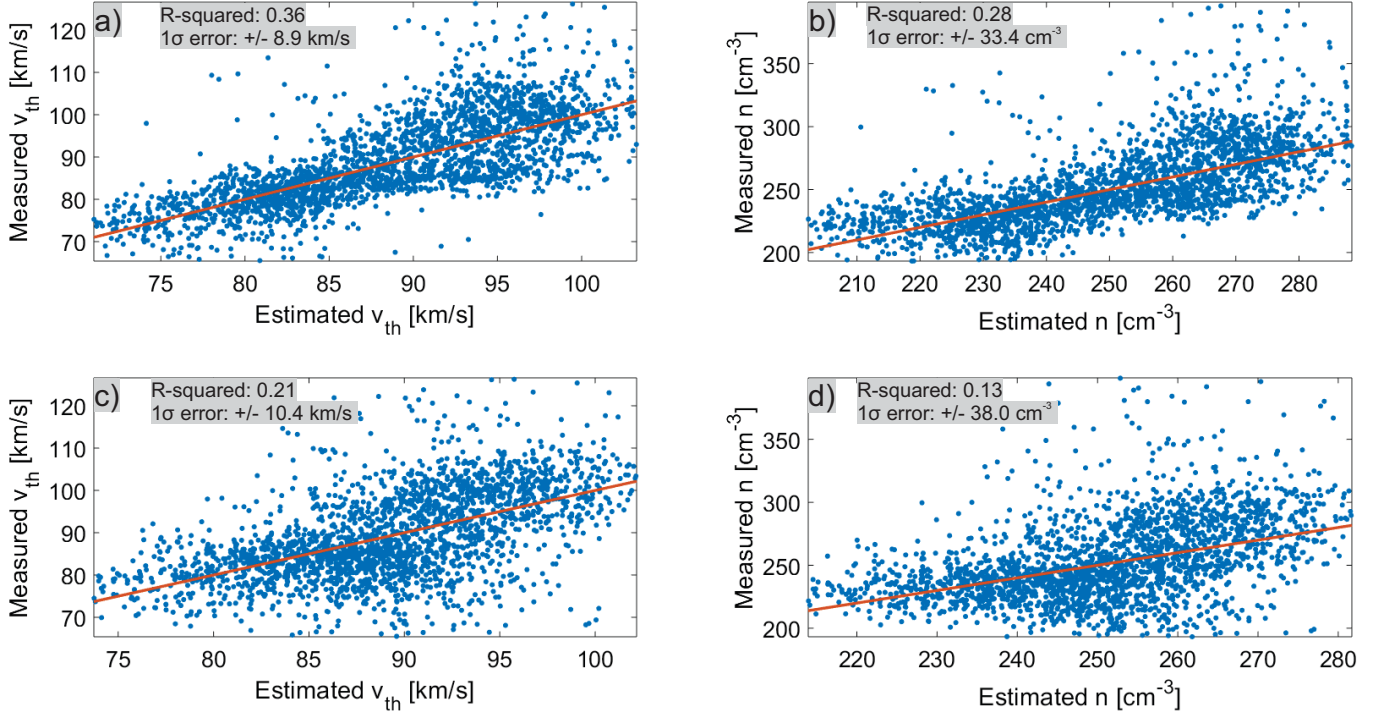 a)
R-squared: 0.36
1σ error: +/- 8.9 km/s
120
110
100
90
80
70
Measured v_th [km/s]
75 80 85 90 95 100
Estimated v_th [km/s]
b)
R-squared: 0.28
1σ error: +/- 33.4 cm⁻³
350
300
250
200
Measured n [cm⁻³]
210 220 230 240 250 260 270 280
Estimated n [cm⁻³]
c)
R-squared: 0.21
1σ error: +/- 10.4 km/s
120
110
100
90
80
70
Measured v_th [km/s]
75 80 85 90 95 100
Estimated v_th [km/s]
d)
R-squared: 0.13
1σ error: +/- 38.0 cm⁻³
350
300
250
200
Measured n [cm⁻³]
220 230 240 250 260 270 280
Estimated n [cm⁻³]